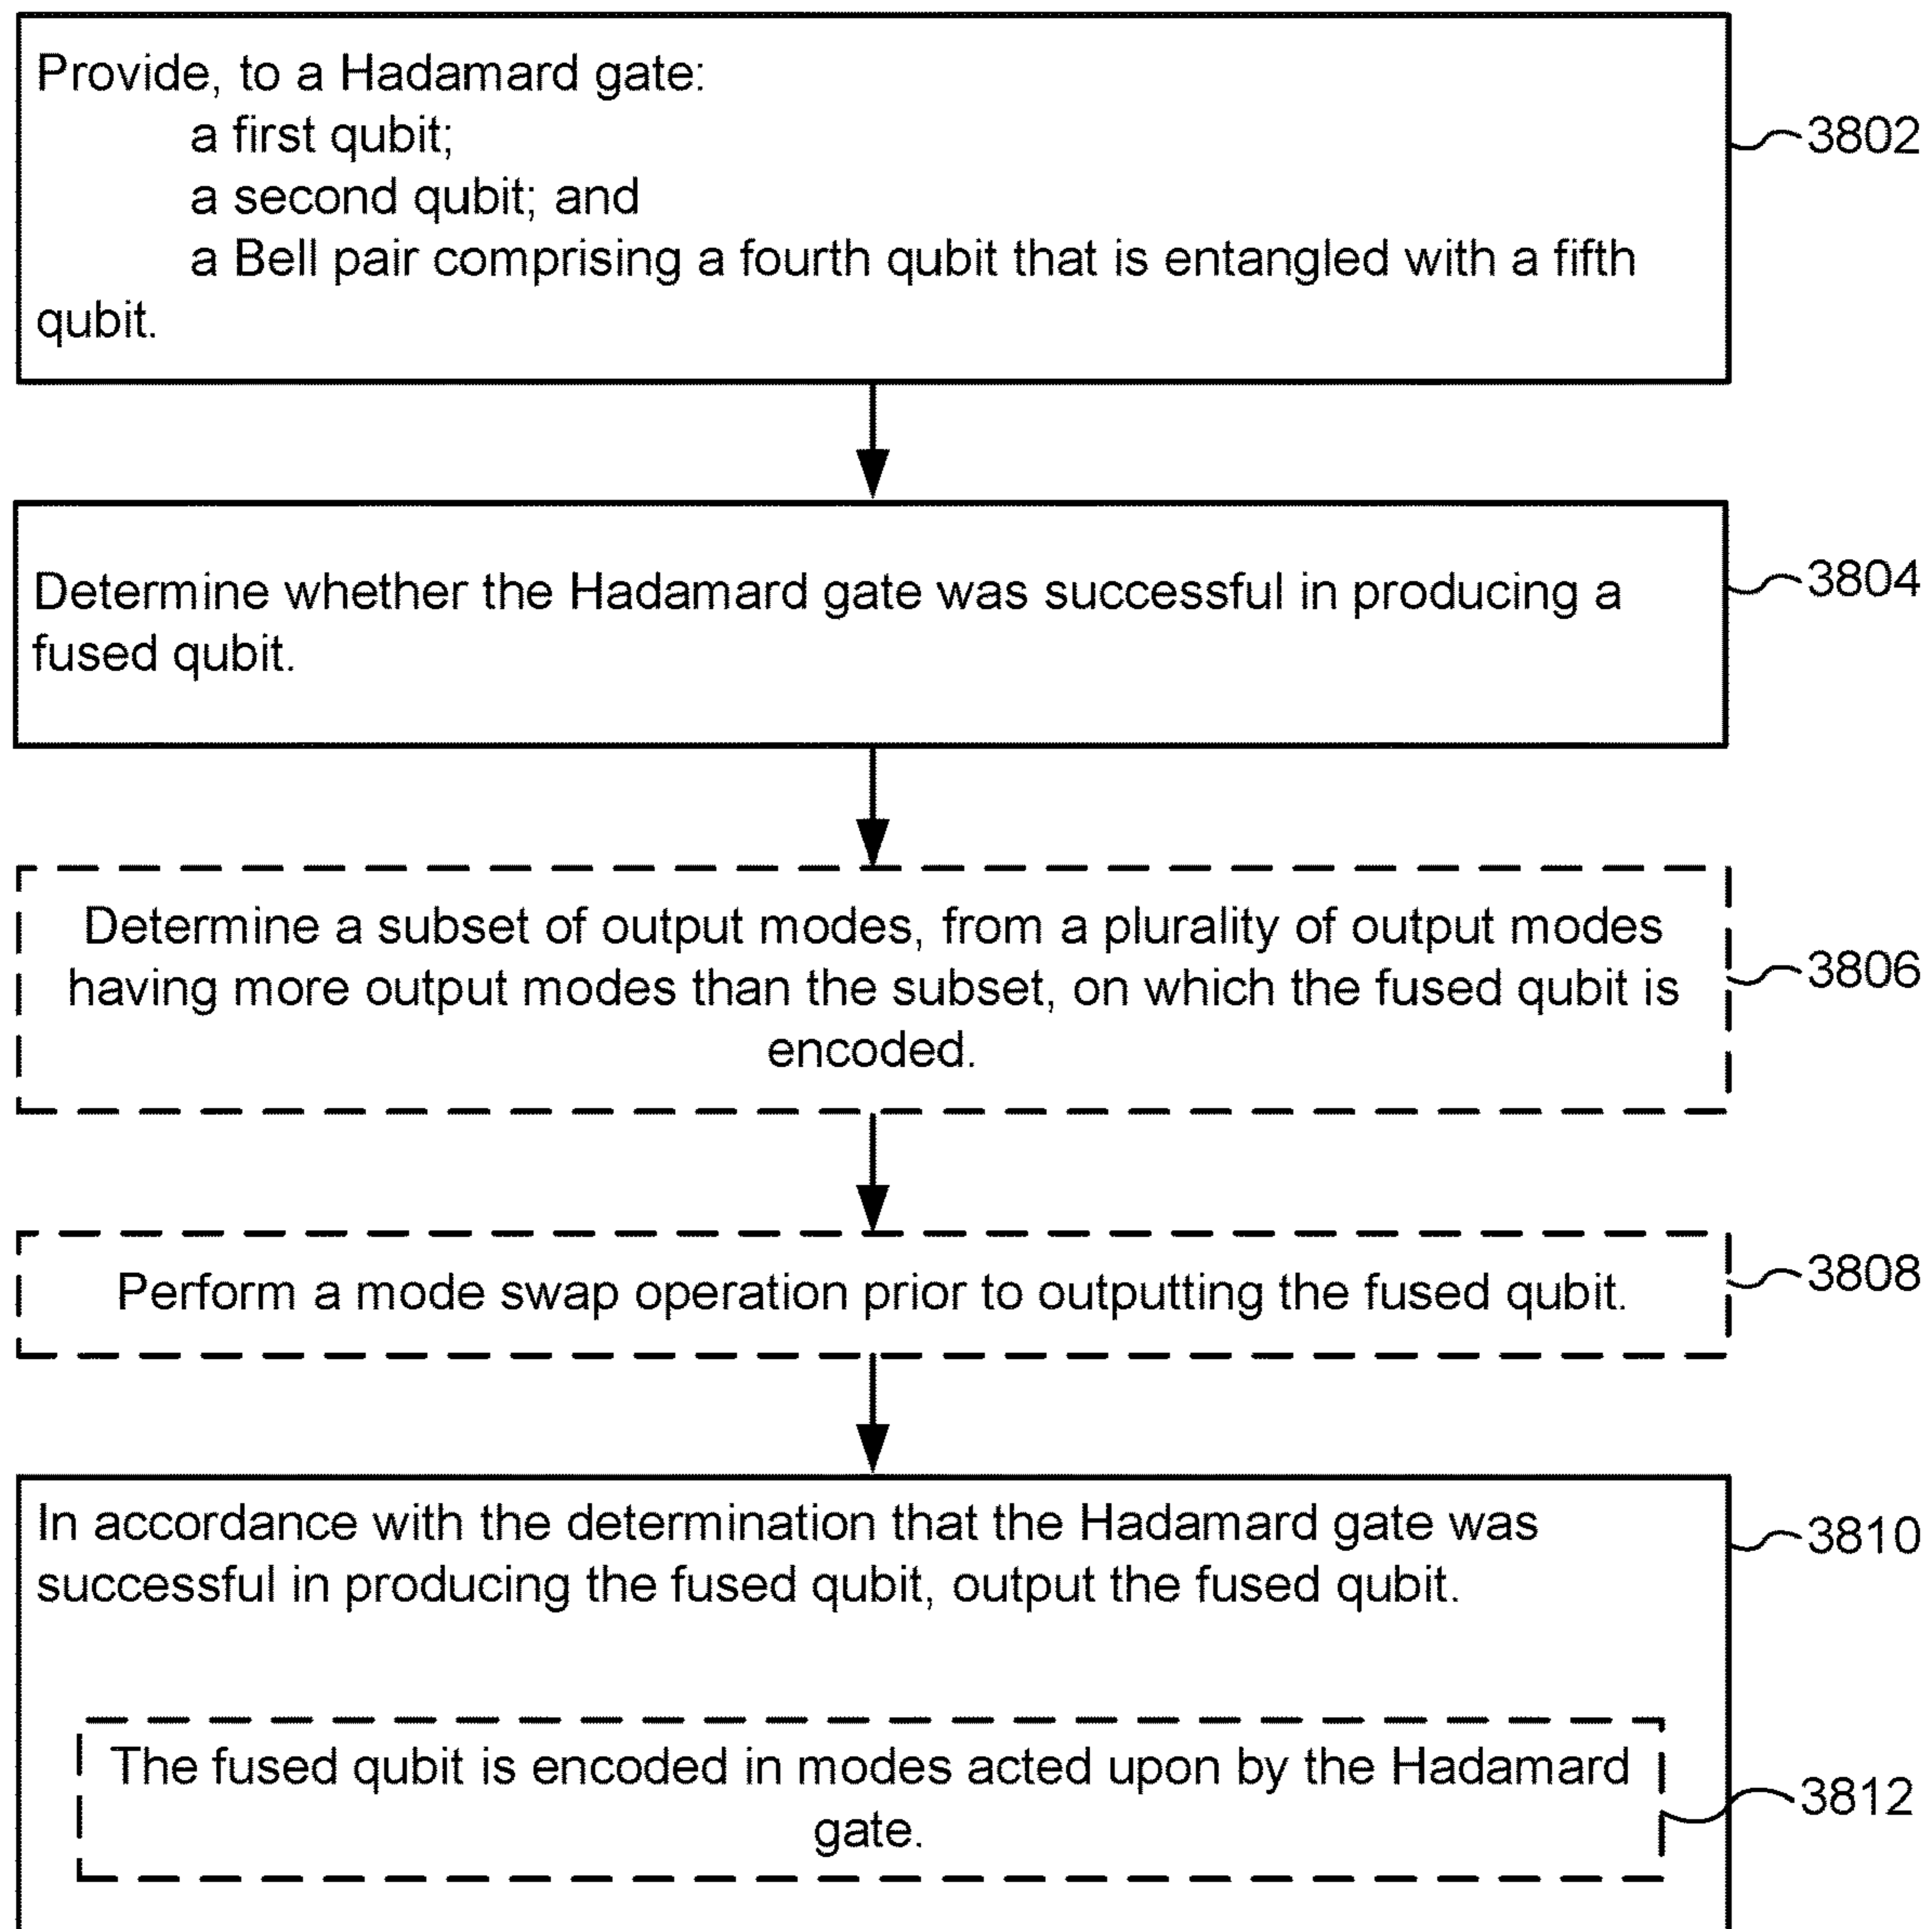 Provide, to a Hadamard gate:
a first qubit;
a second qubit; and
a Bell pair comprising a fourth qubit that is entangled with a fifth
qubit.
3802
Determine whether the Hadamard gate was successful in producing a
fused qubit.
3804
Determine a subset of output modes, from a plurality of output modes
having more output modes than the subset, on which the fused qubit is
encoded.
3806
Perform a mode swap operation prior to outputting the fused qubit.
3808
In accordance with the determination that the Hadamard gate was
successful in producing the fused qubit, output the fused qubit.
3810
The fused qubit is encoded in modes acted upon by the Hadamard
gate.
3812